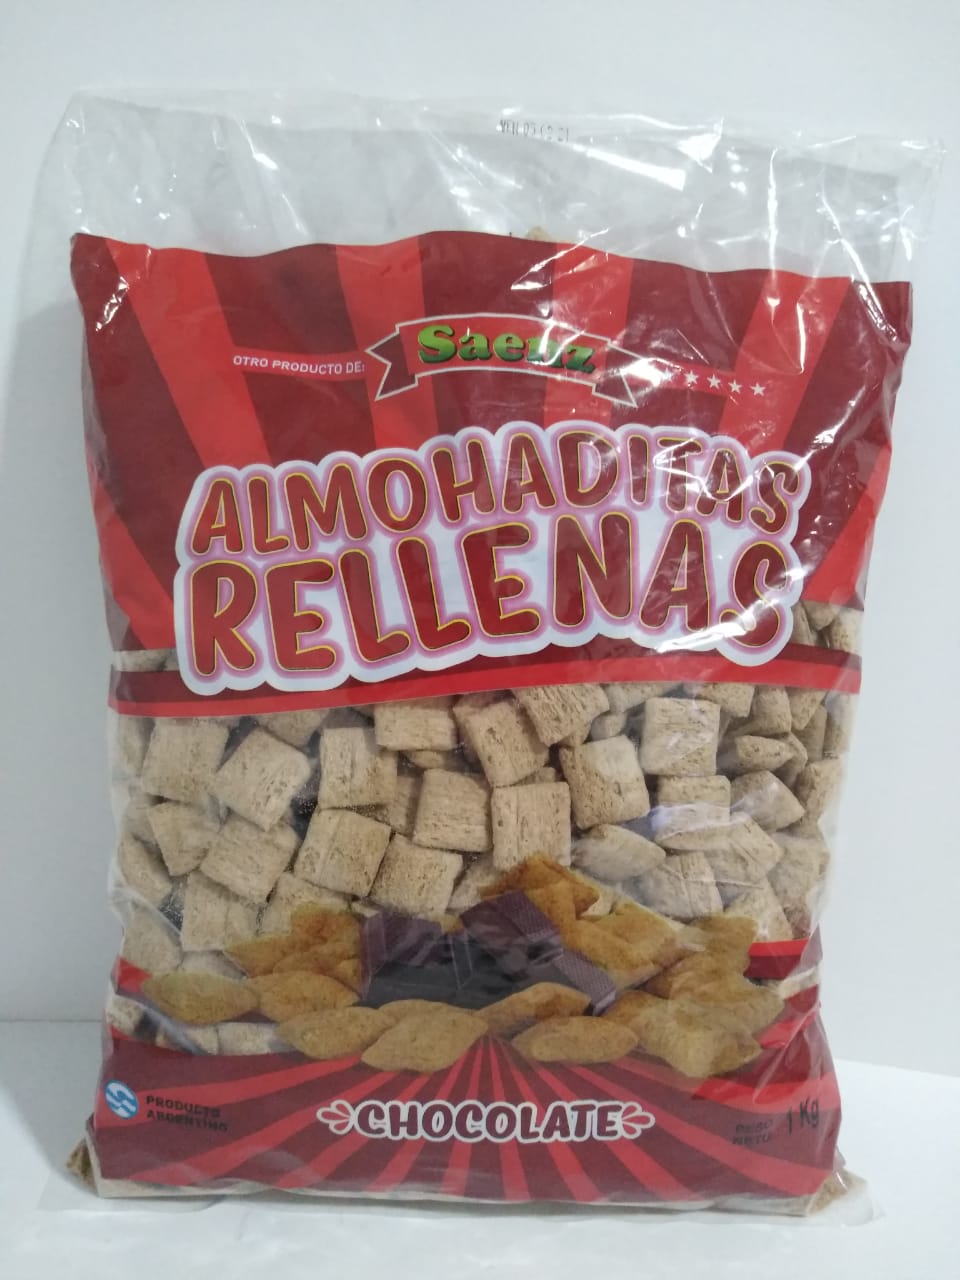 OTRO PRODUCTO DE:
Saenz
ALMOHADITAS
RELLENAS
PRODUCTO
ARGENTINO
CHOCOLATE
PESO
NETO
1 Kg